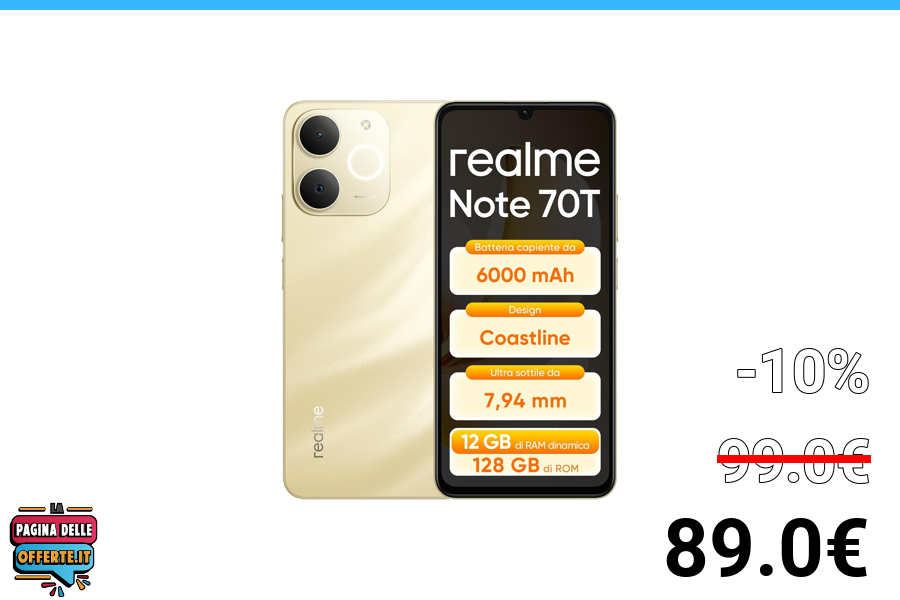 realme
Note 70T
Batteria capiente da
6000 mAh
Design
Coastline
Ultra sottile da
7,94 mm
12 GB di RAM dinamica
128 GB di ROM
realme
-10%
99.0€
89.0€
LA
PAGINA DELLE
OFFERTE.IT